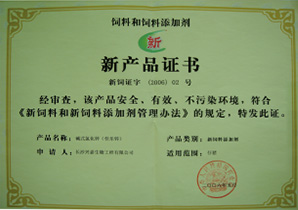 饲料和饲料添加剂
新
新产品证书
新饲证字 (2006) 02 号
经审查，该产品安全、有效、不污染环境，符合
《新饲料和新饲料添加剂管理办法》的规定，特发此证。
产品名称： 产品类别：新饲料添加剂
申请人： 适用范围：